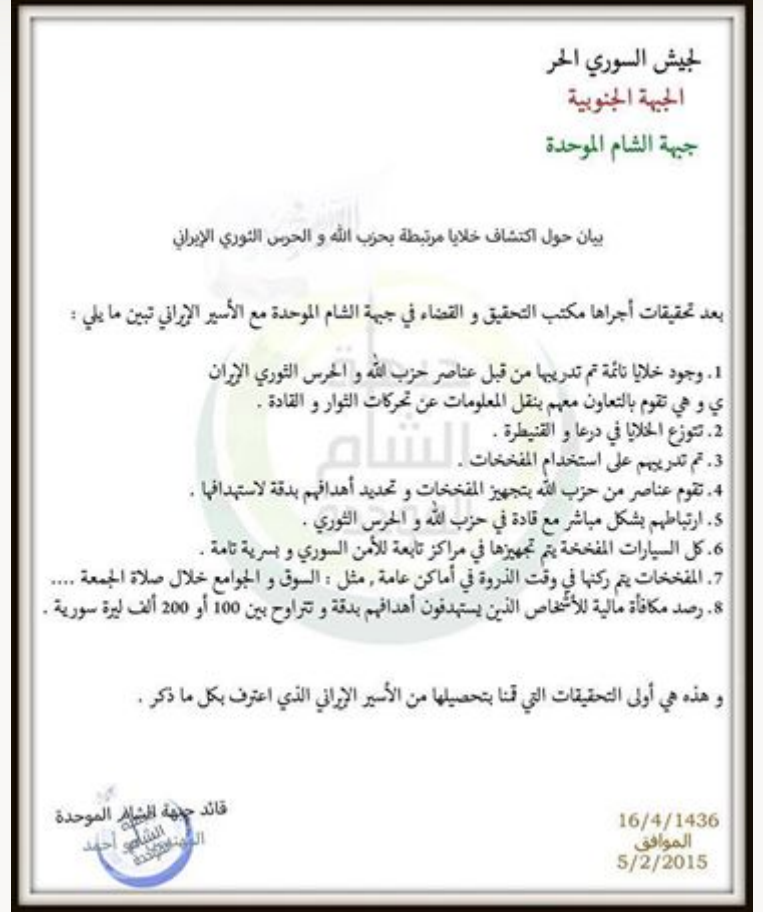 لجيش السوري الحر
الجبهة الجنوبية
جبهة الشام الموحدة
بيان حول اكتشاف خلايا مرتبطة بحزب الله و الحرس الثوري الإيراني
بعد تحقيقات أجراها مكتب التحقيق و القضاء في جبهة الشام الموحدة مع الأسير الإيراني تبين ما يلي :
1. وجود خلايا نائمة تم تدريبها من قبل عناصر حزب الله و الحرس الثوري الإيران
ي و هي تقوم بالتعاون معهم بنقل المعلومات عن تحركات الثوار و القادة .
2. تتوزع الخلايا في درعا و القنيطرة .
3. تم تدريبهم على استخدام المفخخات .
4. تقوم عناصر من حزب الله بتجهيز المفخخات و تحديد أهدافهم بدقة لاستهدافها .
5. ارتباطهم بشكل مباشر مع قادة في حزب الله و الحرس الثوري .
6. كل السيارات المفخخة يتم تجهيزها في مراكز تابعة للأمن السوري و بسرية تامة .
7. المفخخات يتم ركنها في وقت الذروة في أماكن عامة , مثل : السوق و الجوامع خلال صلاة الجمعة ....
8. رصد مكافأة مالية للأشخاص الذين يستهدفون أهدافهم بدقة و تتراوح بين 100 أو 200 ألف ليرة سورية .
و هذه هي أولى التحقيقات التي قمنا بتحصيلها من الأسير الإيراني الذي اعترف بكل ما ذكر .
قائد جبهة الشام الموحدة
أحمد
16/4/1436
الموافق
5/2/2015
جبهة
الشام
الموحدة